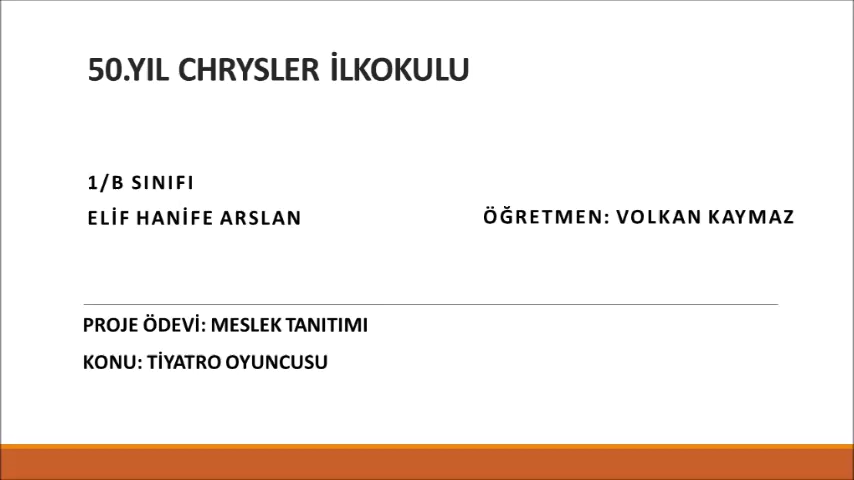 50.YIL CHRYSLER İLKOKULU
1/B SINIFI
ELİF HANİFE ARSLAN
ÖĞRETMEN: VOLKAN KAYMAZ
PROJE ÖDEVİ: MESLEK TANITIMI
KONU: TİYATRO OYUNCUSU